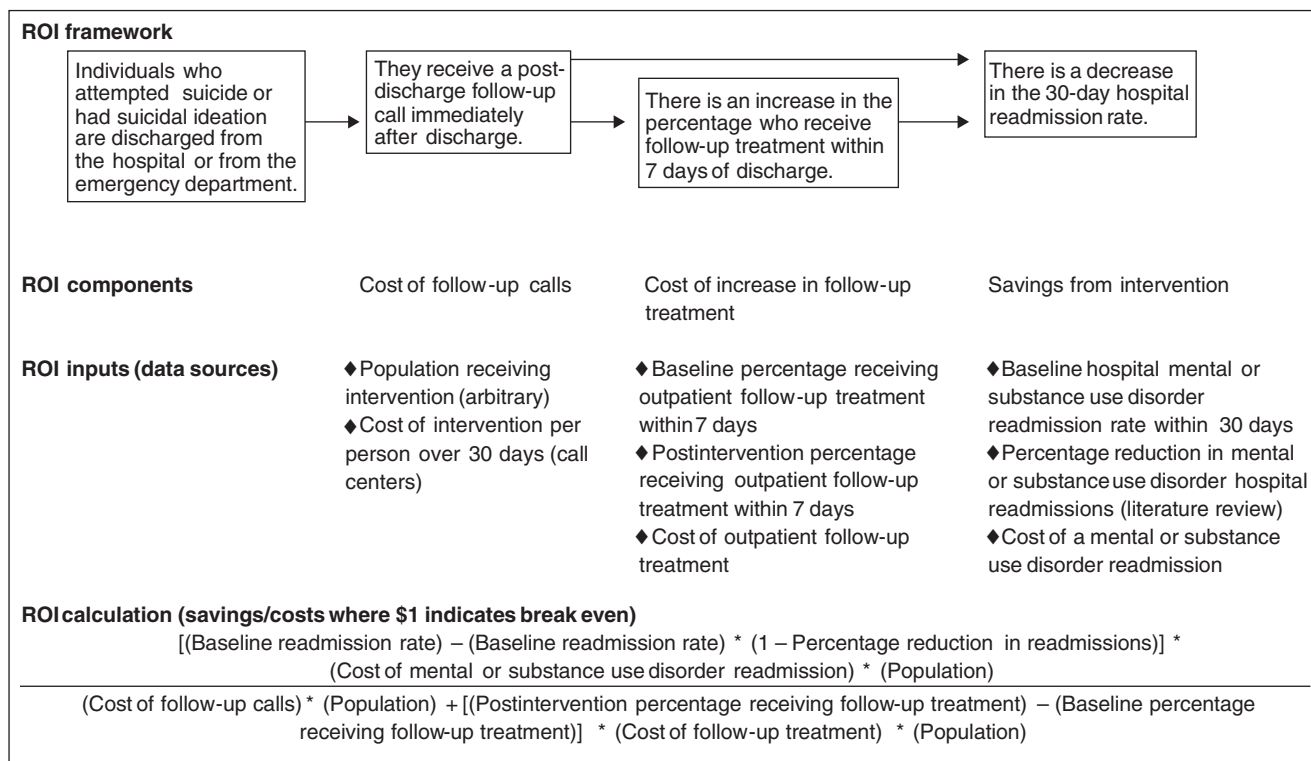 ROI framework
Individuals who
attempted suicide or
had suicidal ideation
are discharged from
the hospital or from the
emergency department.
They receive a post-
discharge follow-up
call immediately
after discharge.
There is an increase in the
percentage who receive
follow-up treatment within
7 days of discharge.
There is a decrease
in the 30-day hospital
readmission rate.
ROI components
Cost of follow-up calls
Cost of increase in follow-up
treatment
Savings from intervention
ROI inputs (data sources)
♦Population receiving
intervention (arbitrary)
♦Cost of intervention per
person over 30 days (call
centers)
♦Baseline percentage receiving
outpatient follow-up treatment
within 7 days
♦Postintervention percentage
receiving outpatient follow-up
treatment within 7 days
♦Cost of outpatient follow-up
treatment
♦Baseline hospital mental or
substance use disorder
readmission rate within 30 days
♦Percentage reduction in mental
or substance use disorder hospital
readmissions (literature review)
♦Cost of a mental or substance
use disorder readmission
ROI calculation (savings/costs where $1 indicates break even)
[(Baseline readmission rate) – (Baseline readmission rate) * (1 – Percentage reduction in readmissions)] *
(Cost of mental or substance use disorder readmission) * (Population)
(Cost of follow-up calls) * (Population) + [(Postintervention percentage receiving follow-up treatment) – (Baseline percentage
receiving follow-up treatment)] * (Cost of follow-up treatment) * (Population)